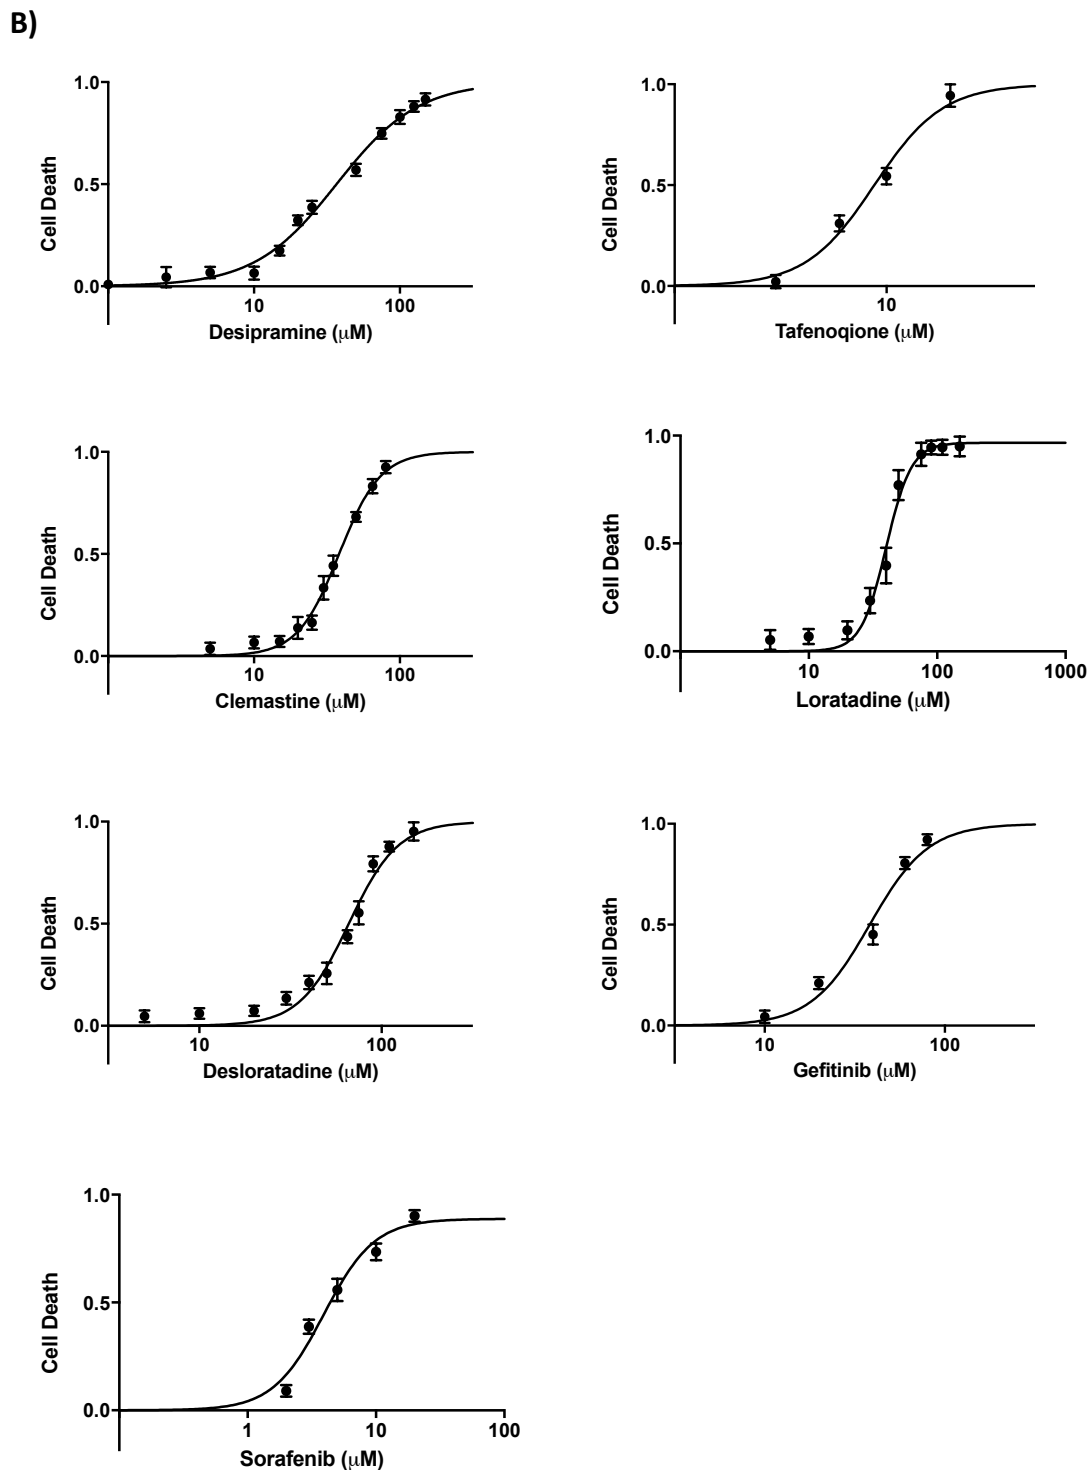 B)
1.0
0.5
0.0
Cell Death
10 100
Desipramine (μM)
1.0
0.5
0.0
Cell Death
10
Tafenoqione (μM)
1.0
0.5
0.0
Cell Death
10 100
Clemastine (μM)
1.0
0.5
0.0
Cell Death
10 100 1000
Loratadine (μM)
1.0
0.5
0.0
Cell Death
10 100
Desloratadine (μM)
1.0
0.5
0.0
Cell Death
10 100
Gefitinib (μM)
1.0
0.5
0.0
Cell Death
1 10 100
Sorafenib (μM)